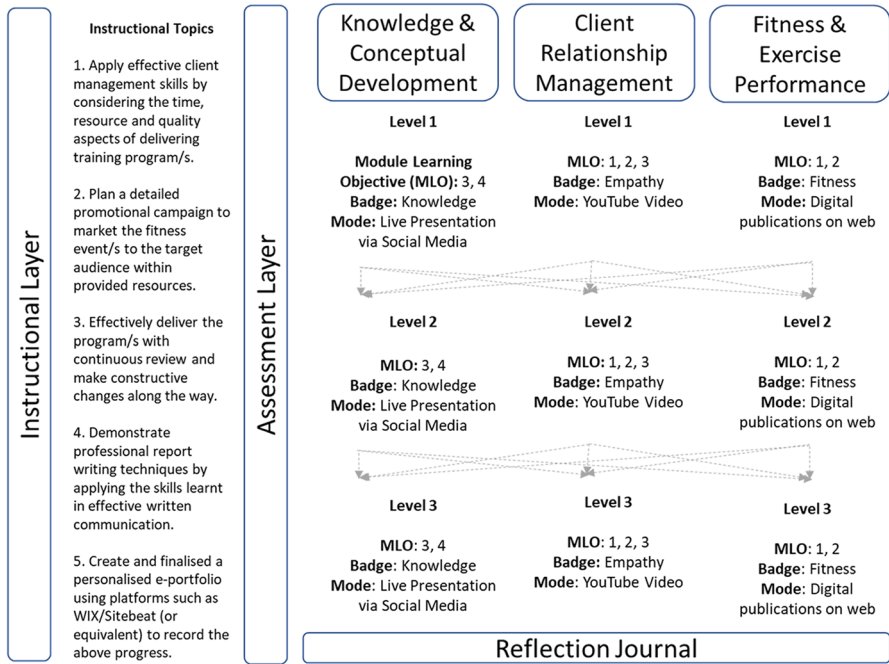 Instructional Layer
Instructional Topics
1. Apply effective client
management skills by
considering the time,
resource and quality
aspects of delivering
training program/s.
2. Plan a detailed
promotional campaign to
market the fitness
event/s to the target
audience within
provided resources.
3. Effectively deliver the
program/s with
continuous review and
make constructive
changes along the way.
4. Demonstrate
professional report
writing techniques by
applying the skills learnt
in effective written
communication.
5. Create and finalised a
personalised e-portfolio
using platforms such as
WIX/Sitebeat (or
equivalent) to record the
above progress.
Assessment Layer
Knowledge &
Conceptual
Development
Level 1
Module Learning
Objective (MLO): 3, 4
Badge: Knowledge
Mode: Live Presentation
via Social Media
Level 2
MLO: 3, 4
Badge: Knowledge
Mode: Live Presentation
via Social Media
Level 3
MLO: 3, 4
Badge: Knowledge
Mode: Live Presentation
via Social Media
Client
Relationship
Management
Level 1
MLO: 1, 2, 3
Badge: Empathy
Mode: YouTube Video
Level 2
MLO: 1, 2, 3
Badge: Empathy
Mode: YouTube Video
Level 3
MLO: 1, 2, 3
Badge: Empathy
Mode: YouTube Video
Fitness &
Exercise
Performance
Level 1
MLO: 1, 2
Badge: Fitness
Mode: Digital
publications on web
Level 2
MLO: 1, 2
Badge: Fitness
Mode: Digital
publications on web
Level 3
MLO: 1, 2
Badge: Fitness
Mode: Digital
publications on web
Reflection Journal